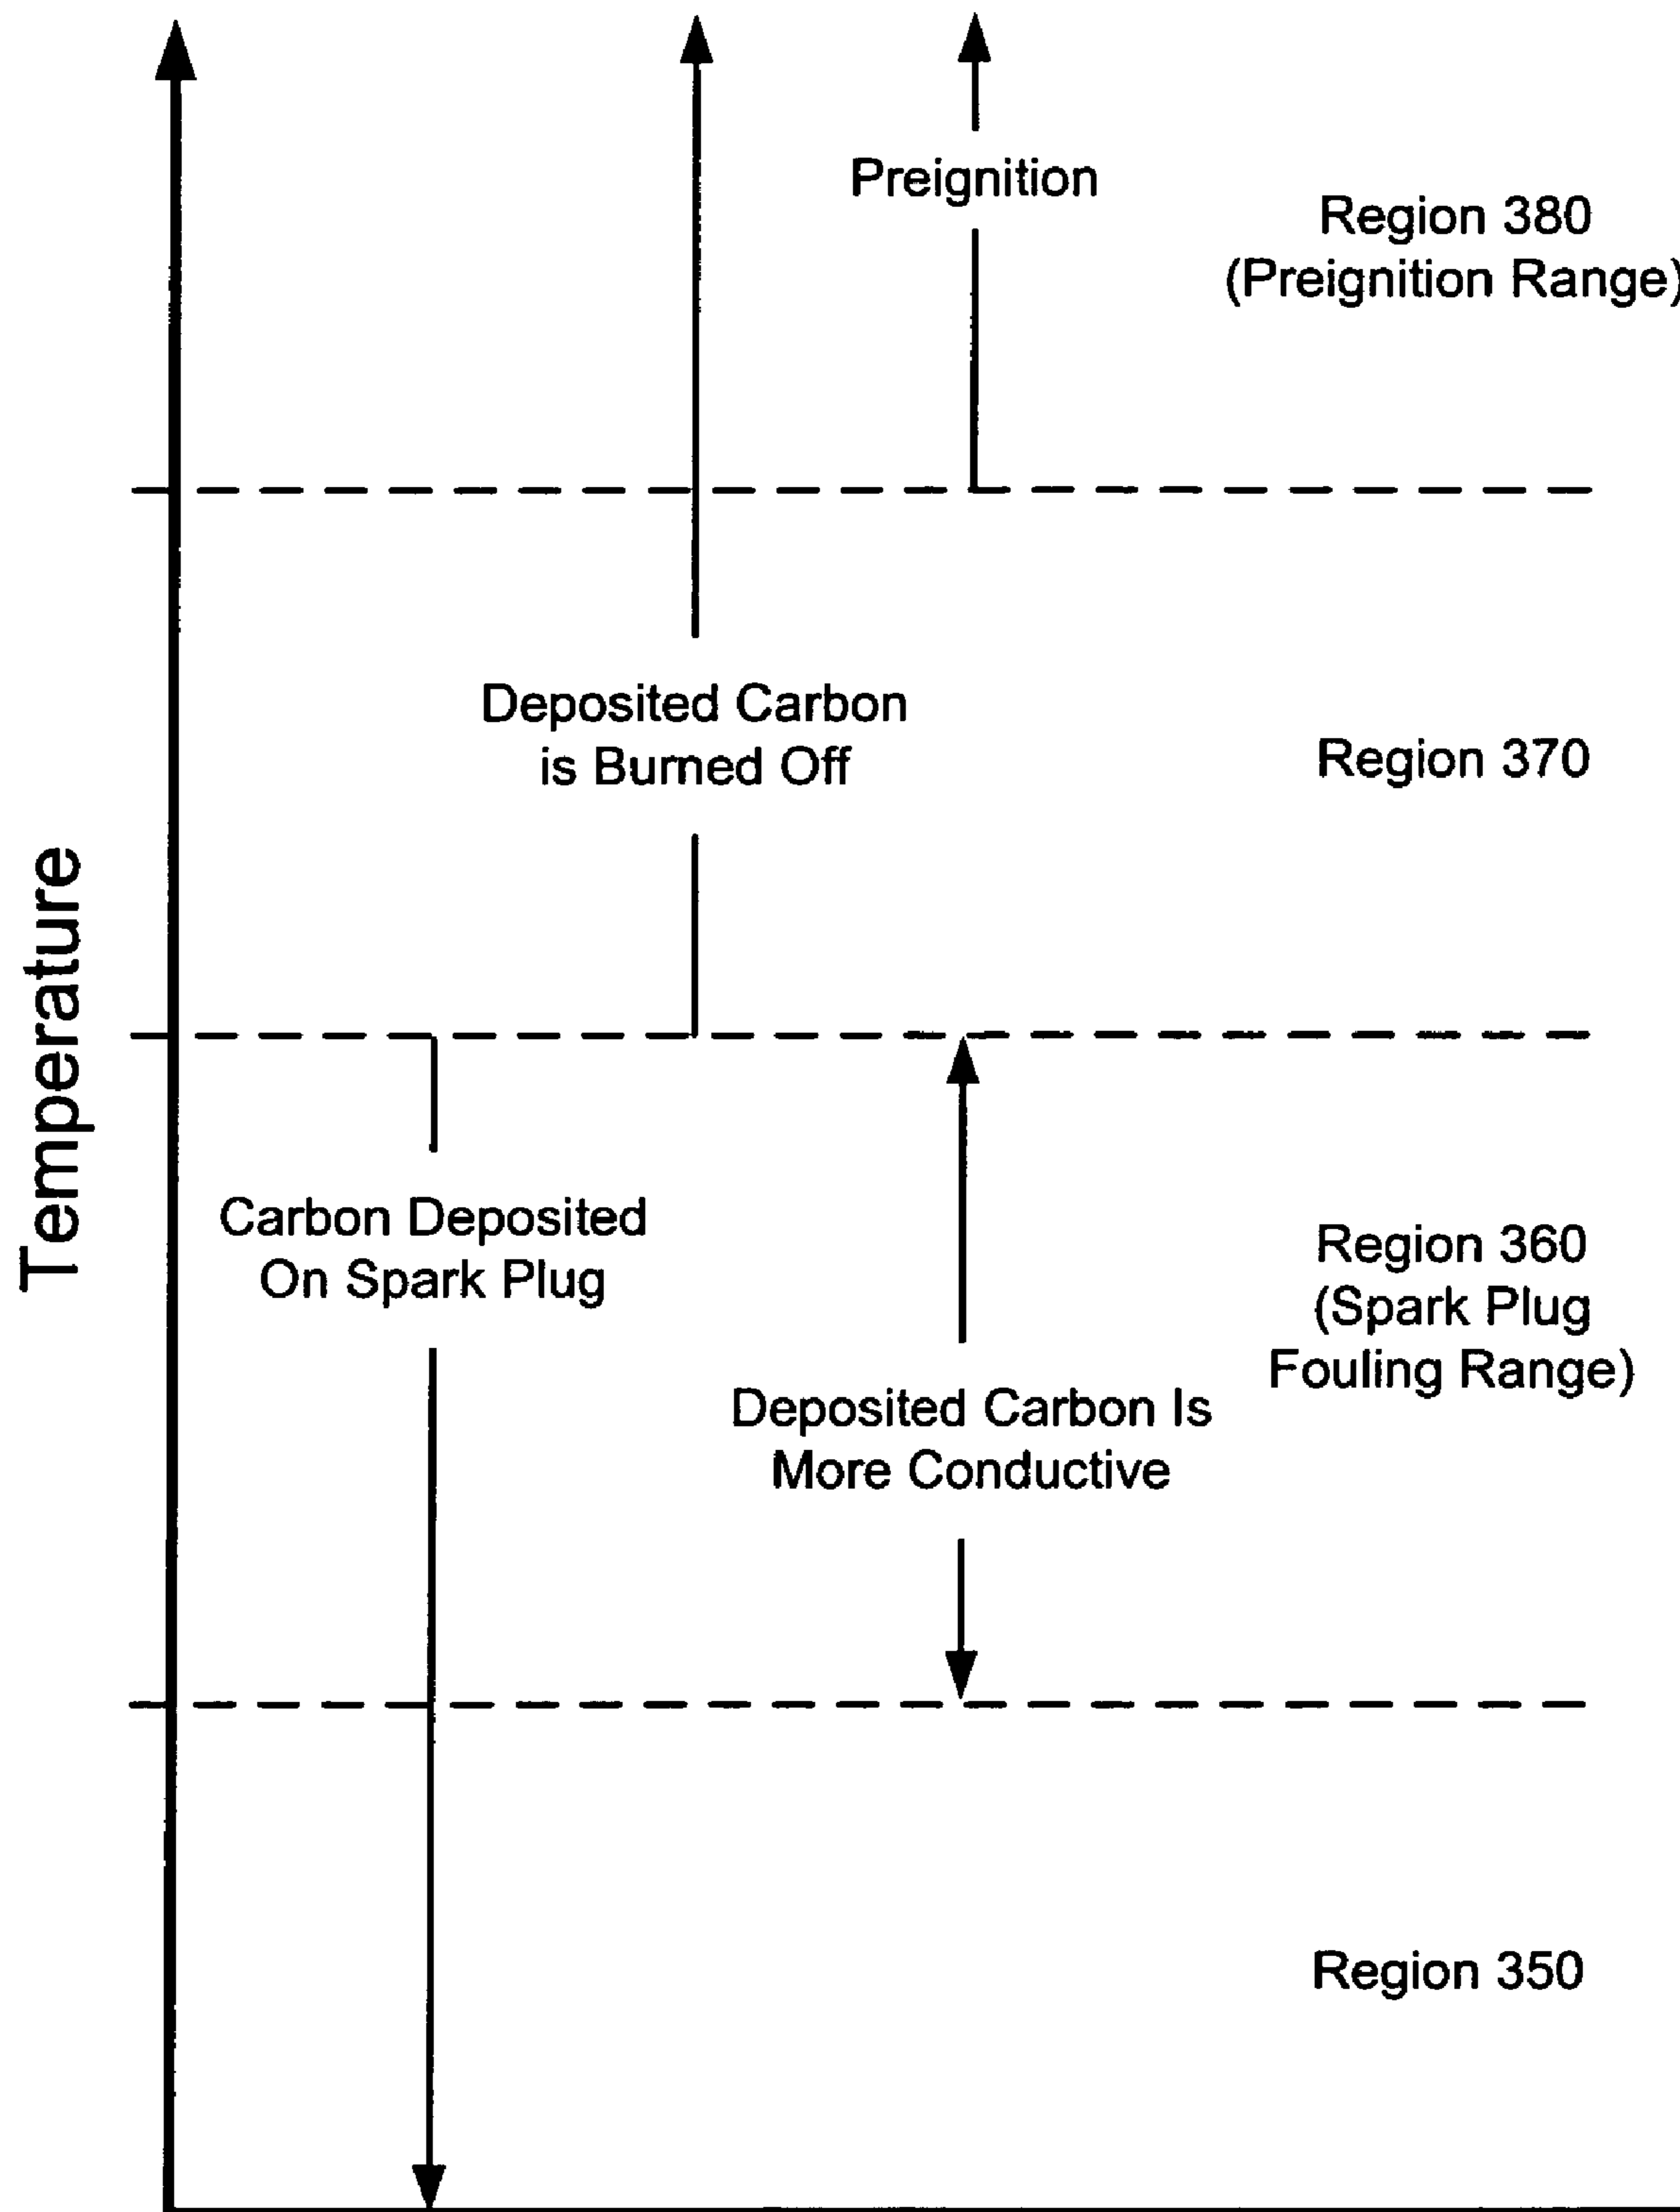 Preignition
Region 380
(Preignition Range)
Deposited Carbon
is Burned Off
Region 370
Temperature
Carbon Deposited
On Spark Plug
Region 360
(Spark Plug
Fouling Range)
Deposited Carbon Is
More Conductive
Region 350